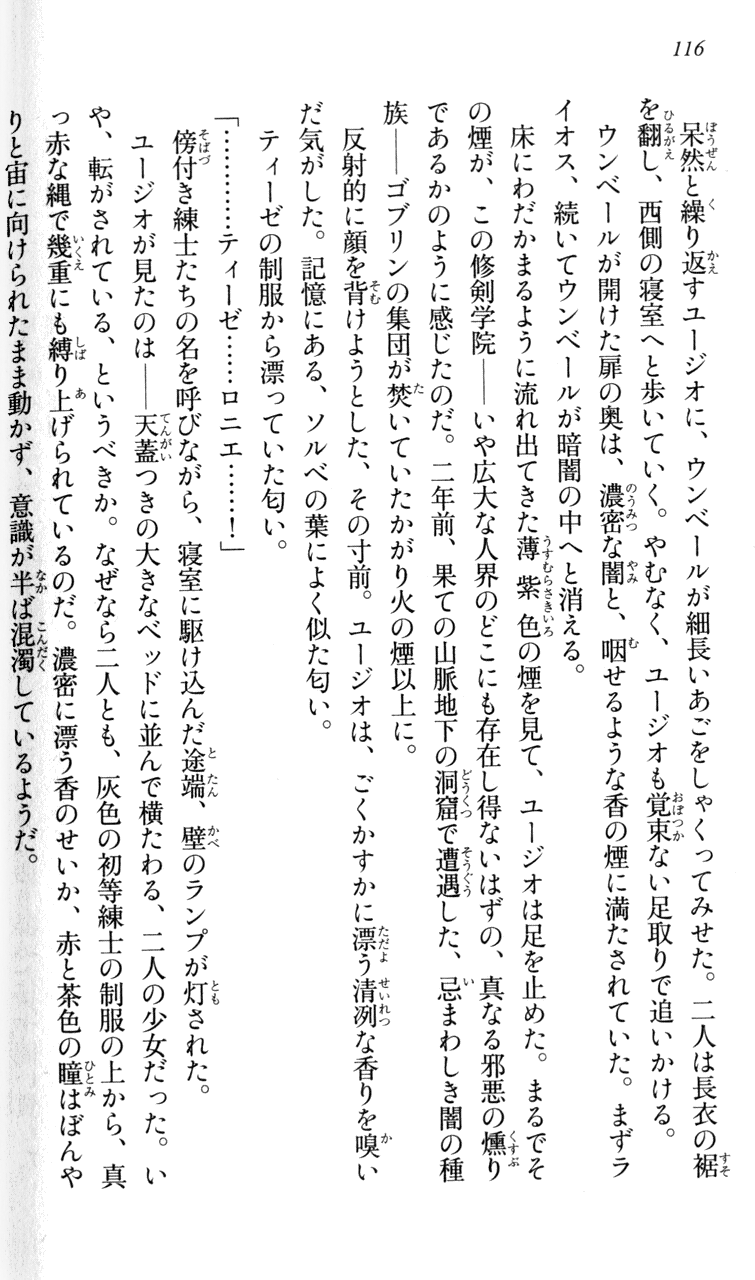 116
呆然と繰り返すユージオに、ウンベールが細長いあごをしゃくってみせた。二人は長衣の裾
を翻し、西側の寝室へと歩いていく。やむなく、ユージオも覚束ない足取りで追いかける。
ウンベールが開けた扉の奥は、濃密な闇と、咽せるような香の煙に満たされていた。まずラ
イオス、続いてウンベールが暗闇の中へと消える。
床にわだかまるように流れ出てきた薄紫色の煙を見て、ユージオは足を止めた。まるでそ
の煙が、この修剣学院——いや広大な人界のどこにも存在し得ないはずの、真なる邪悪の燻り
であるかのように感じたのだ。二年前、果ての山脈地下の洞窟で遭遇した、忌まわしき闇の種
族——ゴブリンの集団が焚いていたかがり火の煙以上に。
反射的に顔を背けようとした、その寸前。ユージオは、ごくかすかに漂う清冽な香りを嗅い
だ気がした。記憶にある、ソルベの葉によく似た匂い。
ティーゼの制服から漂っていた匂い。
「…………ティーゼ……ロニエ……！」
傍付き練士たちの名を呼びながら、寝室に駆け込んだ途端、壁のランプが灯された。
ユージオが見たのは——天蓋つきの大きなベッドに並んで横たわる、二人の少女だった。い
や、転がされている、というべきか。なぜなら二人とも、灰色の初等練士の制服の上から、真
っ赤な縄で幾重にも縛り上げられているのだ。濃密に漂う香のせいか、赤と茶色の瞳はぼんや
りと宙に向けられたまま動かず、意識が半ば混濁しているようだ。